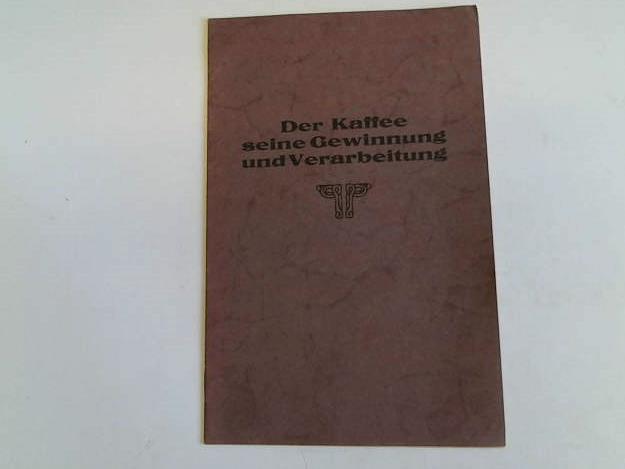 Der Kaffee
seine Gewinnung
und Verarbeitung